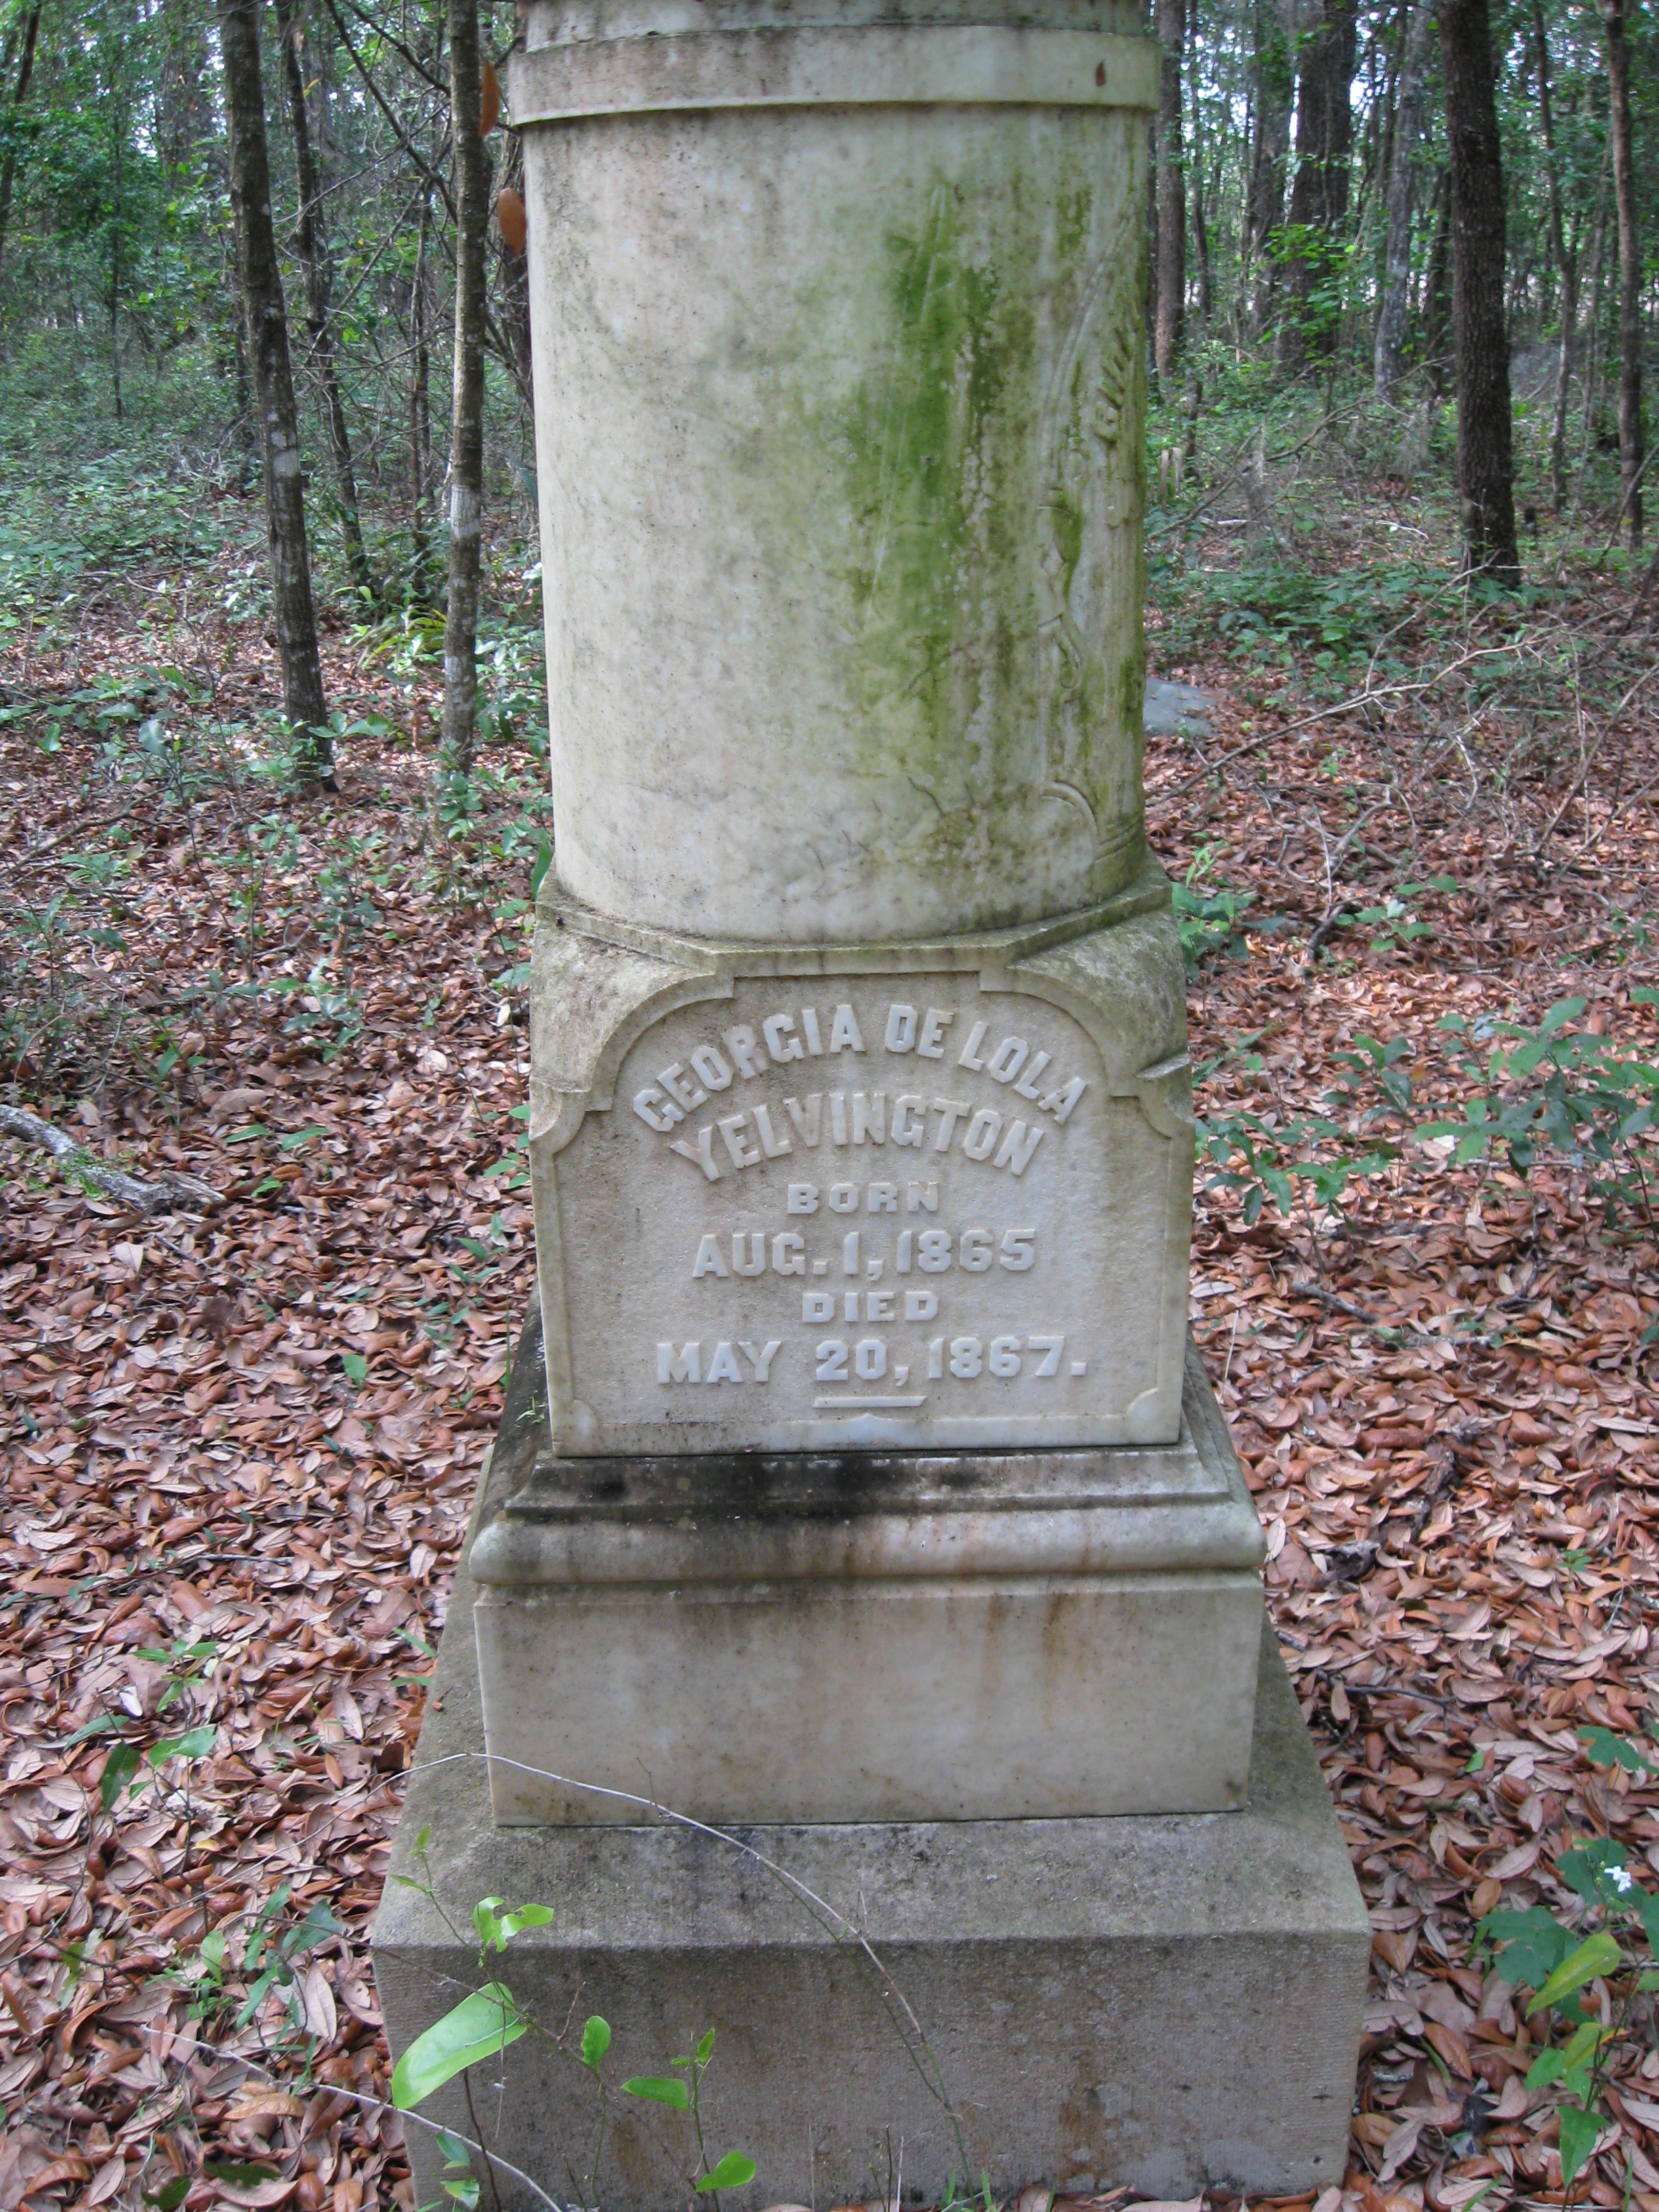 GEORGIA DE LOLA
YELVINGTON
BORN
AUG. 1, 1865
DIED
MAY 20, 1867.